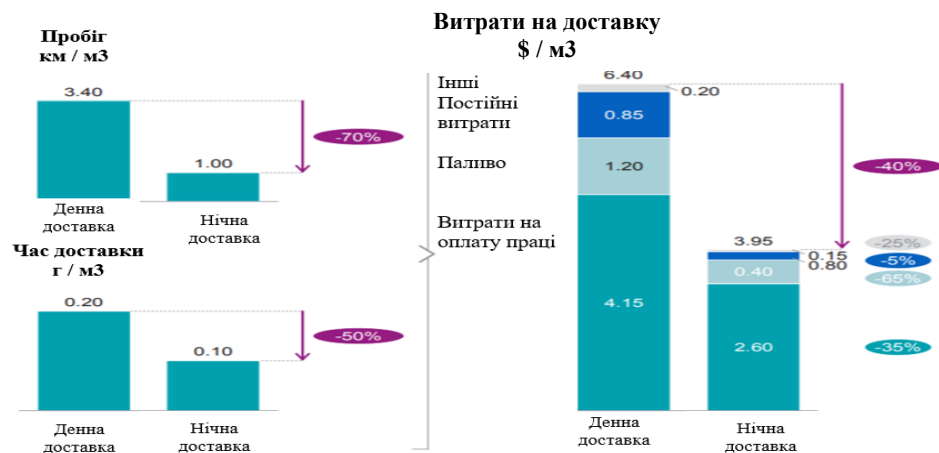 Пробіг
км / м3
3.40
-70%
1.00
Денна
доставка
Нічна
доставка
Час доставки
г / м3
0.20
-50%
0.10
Денна
доставка
Нічна
доставка
Витрати на доставку
$ / м3
6.40
Інші
0.20
Постійні
витрати
0.85
Паливо
1.20
-40%
Витрати на
оплату праці
4.15
3.95
-25%
0.15
-5%
0.80
0.40
-65%
2.60
-35%
Денна
доставка
Нічна
доставка